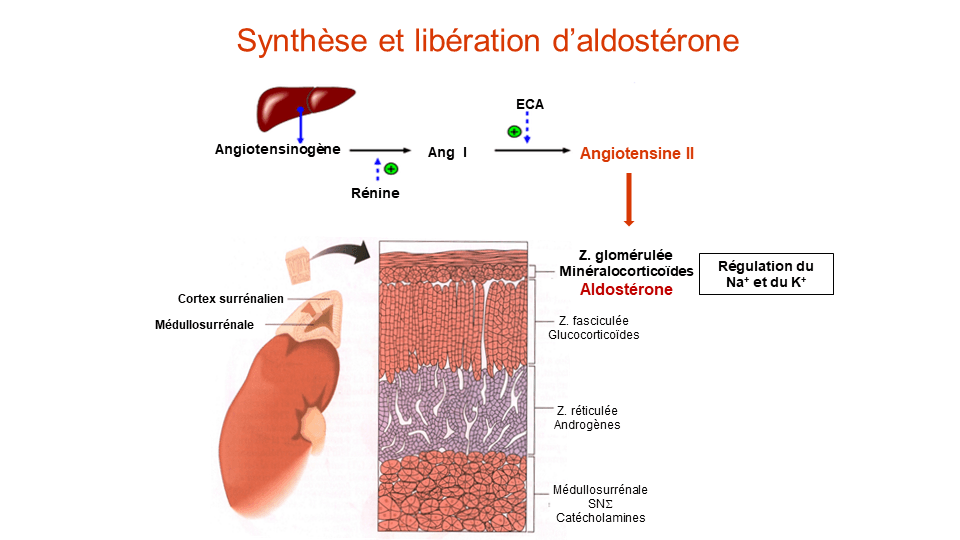 Synthèse et libération d’aldostérone
ECA
Angiotensinogène
Ang I
Angiotensine II
Rénine
Z. glomérulée
Minéralocorticoïdes
Aldostérone
Régulation du
Na⁺ et du K⁺
Cortex surrénalien
Médullosurrénale
Z. fasciculée
Glucocorticoïdes
Z. réticulée
Androgènes
Médullosurrénale
SNΣ
Catécholamines